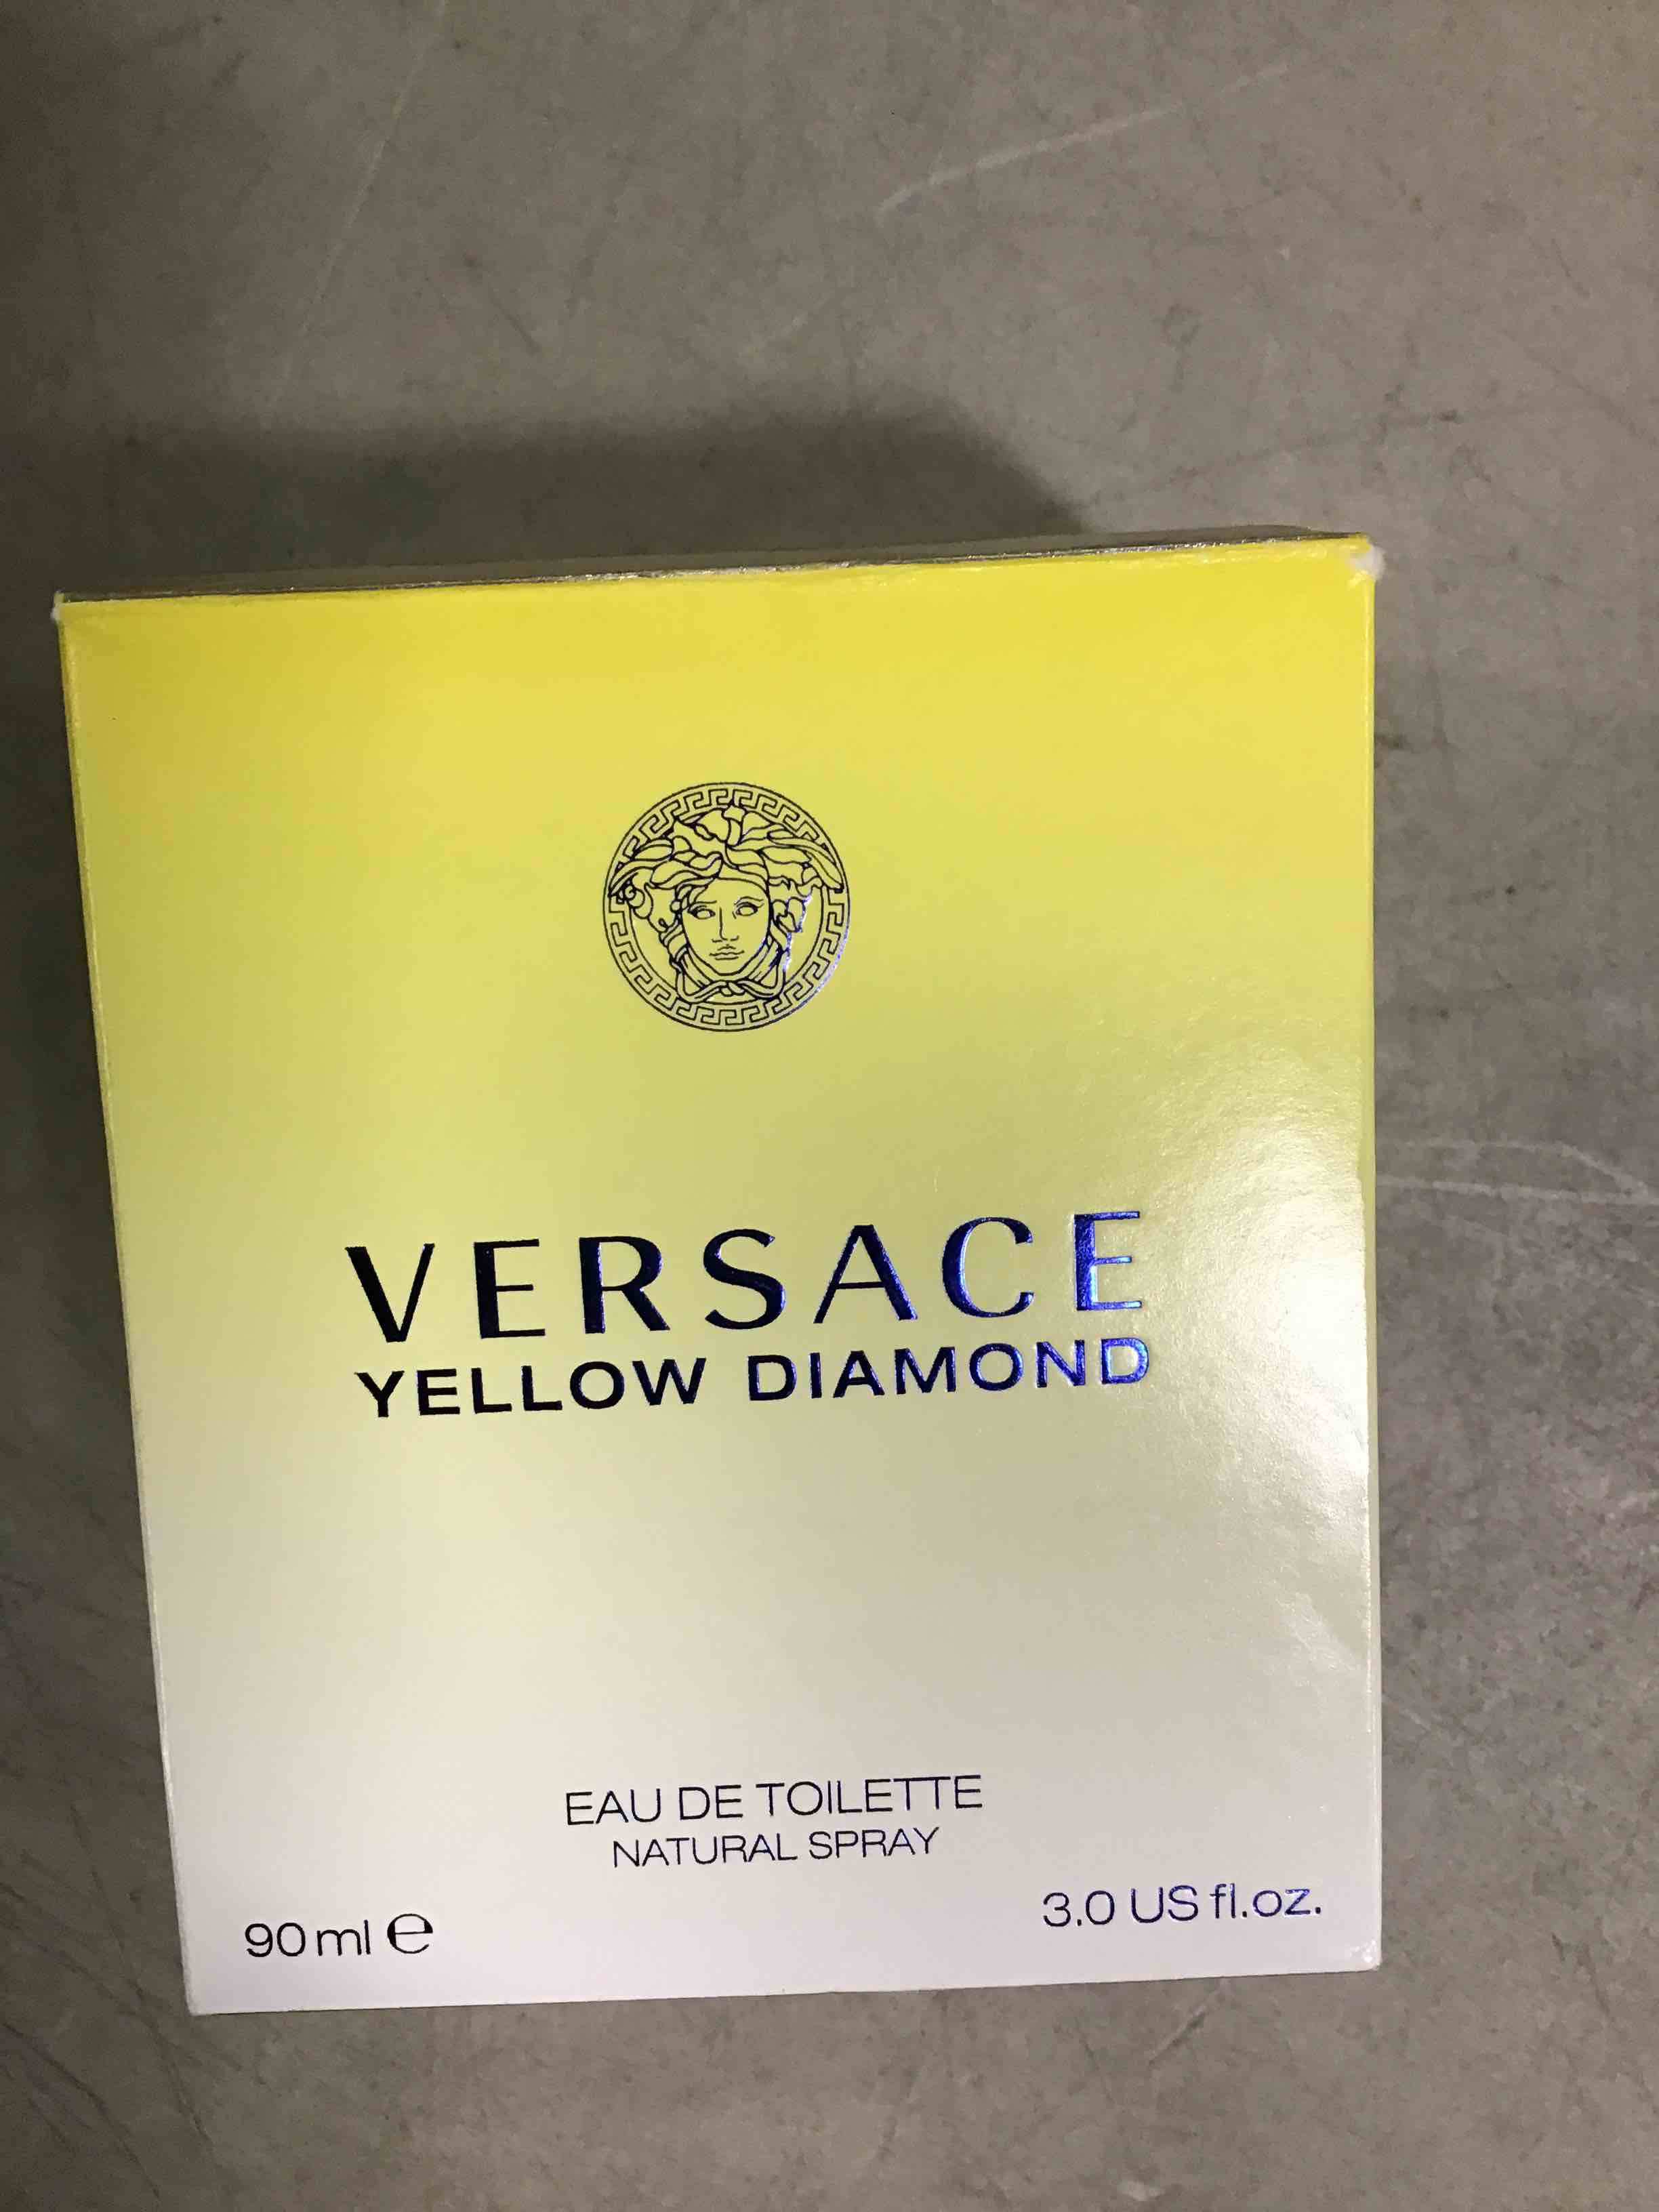 VERSACE
YELLOW DIAMOND
EAU DE TOILETTE
NATURAL SPRAY
90 ml e
3.0 US fl.oz.